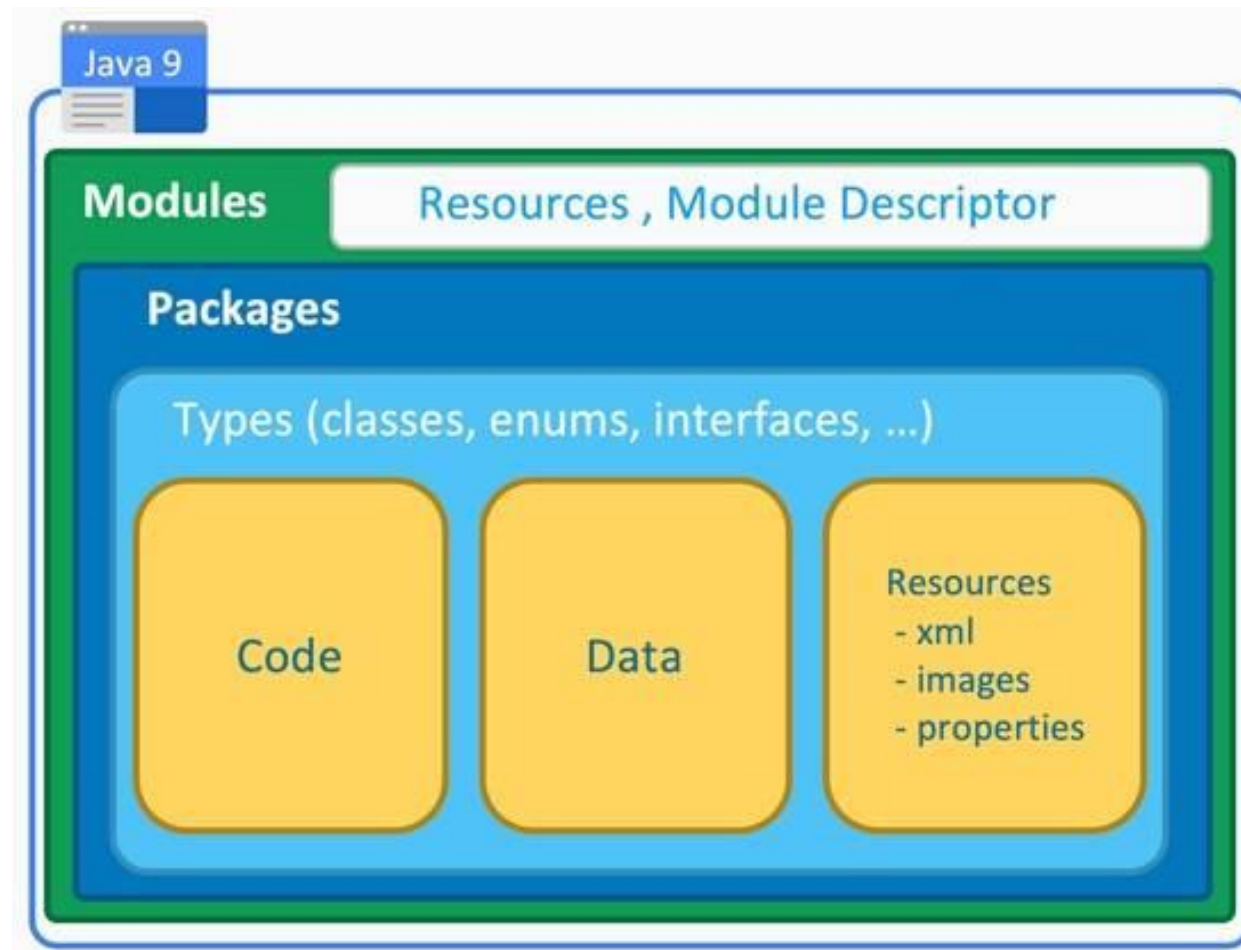 Java 9
Modules
Resources , Module Descriptor
Packages
Types (classes, enums, interfaces, ...)
Code
Data
Resources
- xml
- images
- properties